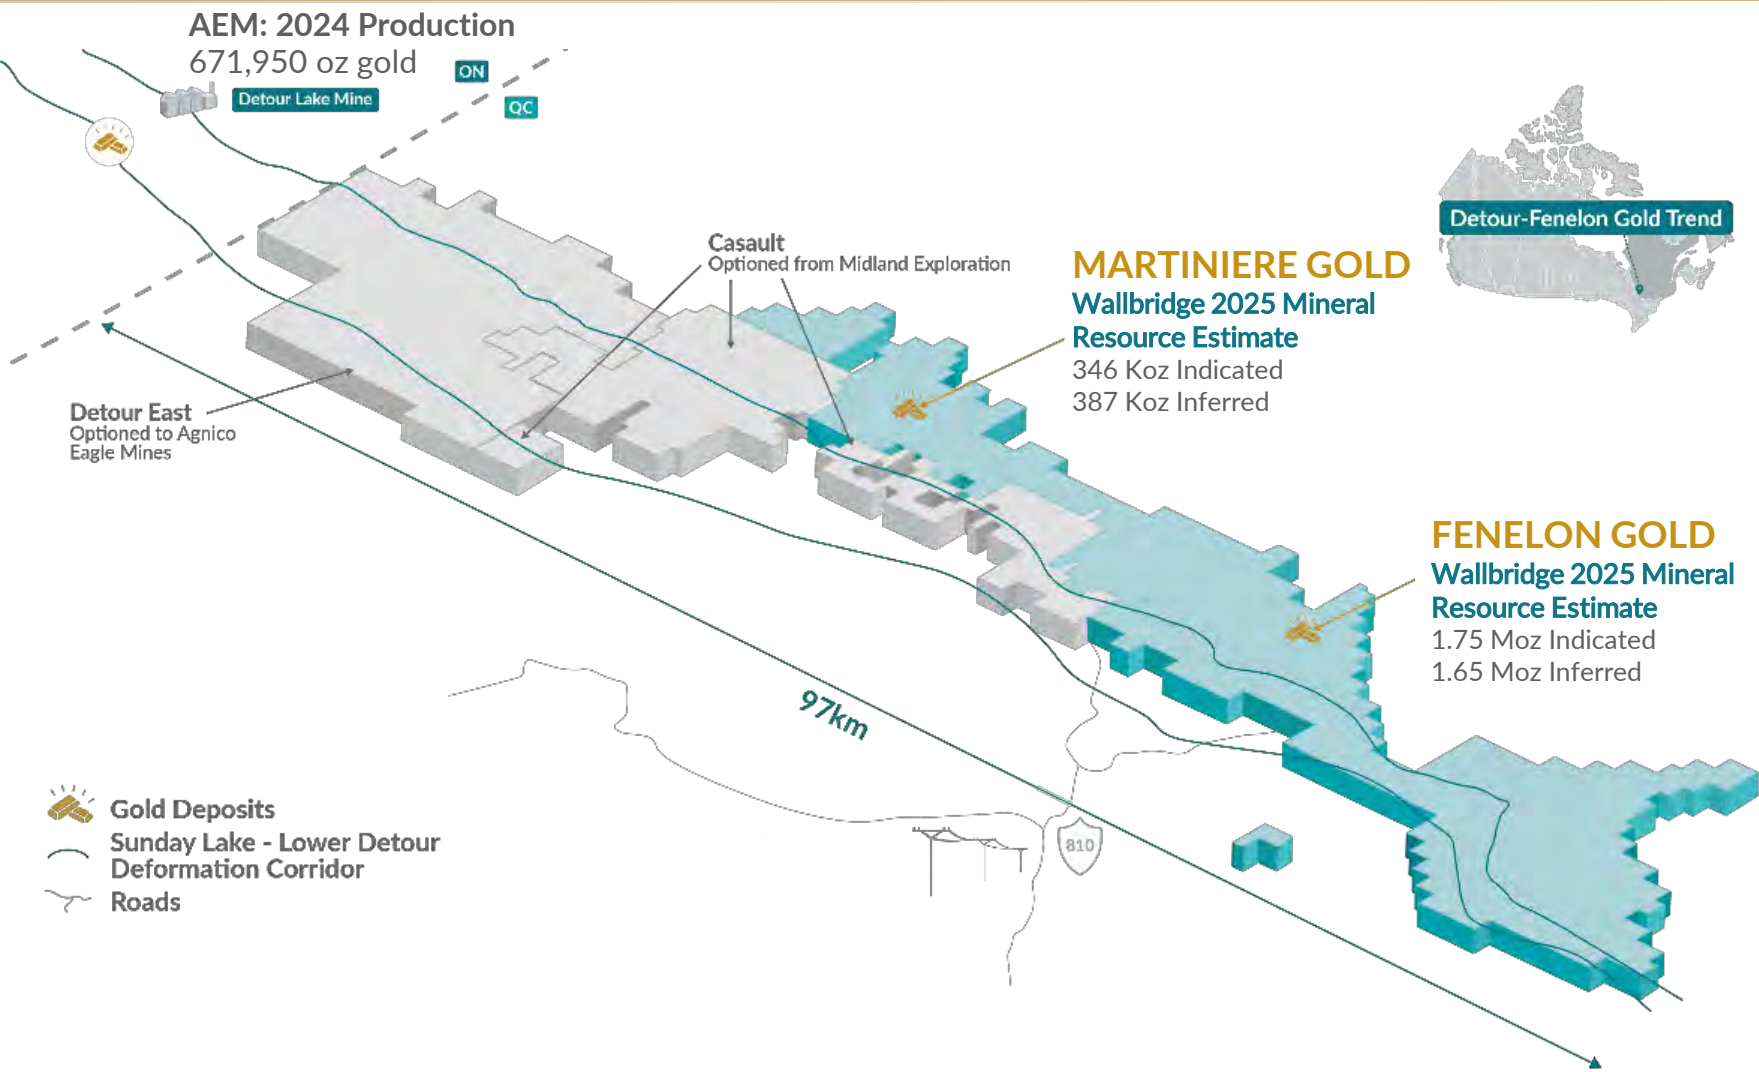 AEM: 2024 Production
671,950 oz gold
ON
QC
Detour Lake Mine
Detour-Fenelon Gold Trend
Casault
Optioned from Midland Exploration
MARTINIERE GOLD
Wallbridge 2025 Mineral
Resource Estimate
346 Koz Indicated
387 Koz Inferred
Detour East
Optioned to Agnico
Eagle Mines
FENELON GOLD
Wallbridge 2025 Mineral
Resource Estimate
1.75 Moz Indicated
1.65 Moz Inferred
97km
810
Gold Deposits
Sunday Lake - Lower Detour
Deformation Corridor
Roads